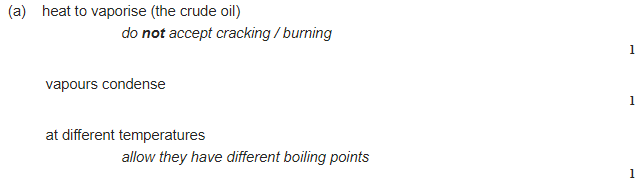 (a) heat to vaporise (the crude oil)
do not accept cracking / burning
1
vapours condense
1
at different temperatures
allow they have different boiling points
1